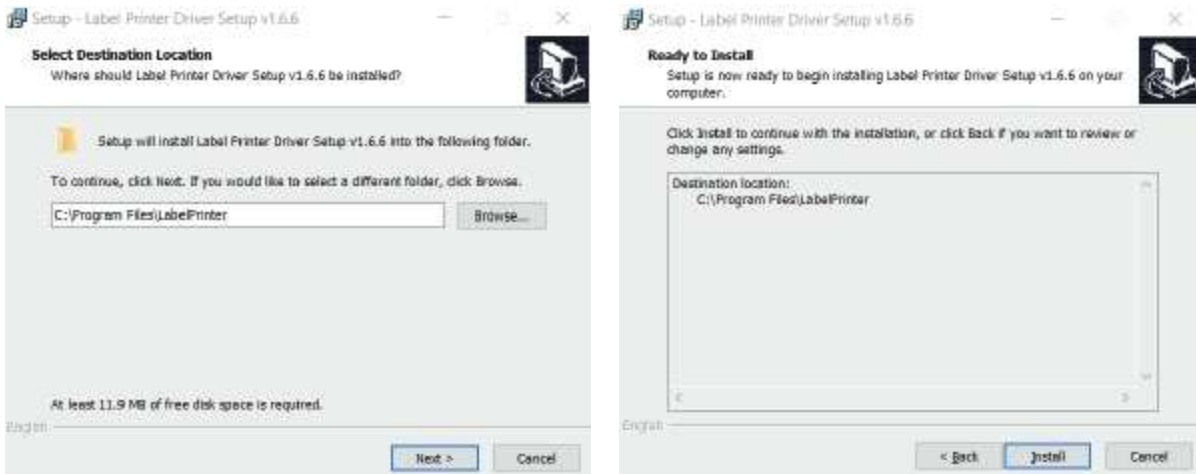 Setup - Label Printer Driver Setup v1.6.6
Select Destination Location
Where should Label Printer Driver Setup v1.6.6 be installed?
Setup will install Label Printer Driver Setup v1.6.6 into the following folder.
To continue, click Next. If you would like to select a different folder, click Browse.
C:\Program Files\LabelPrinter
Browse...
At least 11.9 MB of free disk space is required.
English
Next >
Cancel
Setup - Label Printer Driver Setup v1.6.6
Ready to Install
Setup is now ready to begin installing Label Printer Driver Setup v1.6.6 on your
computer.
Click Install to continue with the installation, or click Back if you want to review or
change any settings.
Destination location:
C:\Program Files\LabelPrinter
English
< Back
Install
Cancel